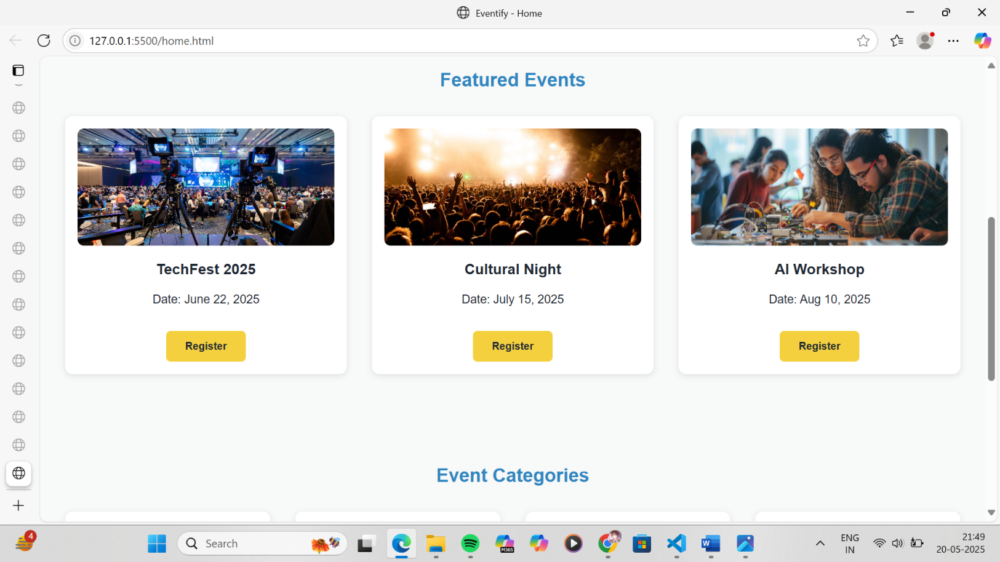 Eventify - Home
127.0.0.1:5500/home.html
Featured Events
TechFest 2025
Date: June 22, 2025
Register
Cultural Night
Date: July 15, 2025
Register
AI Workshop
Date: Aug 10, 2025
Register
Event Categories
4
Search
M365
W
ENG
IN
21:49
20-05-2025